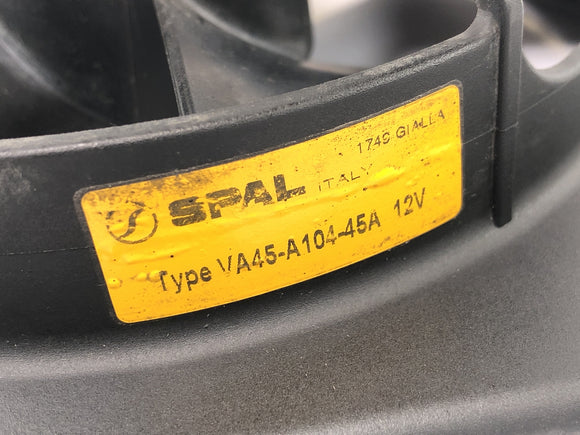 1749 GIALLA
SPAL
ITALY
Type VA45-A104-45A 12V